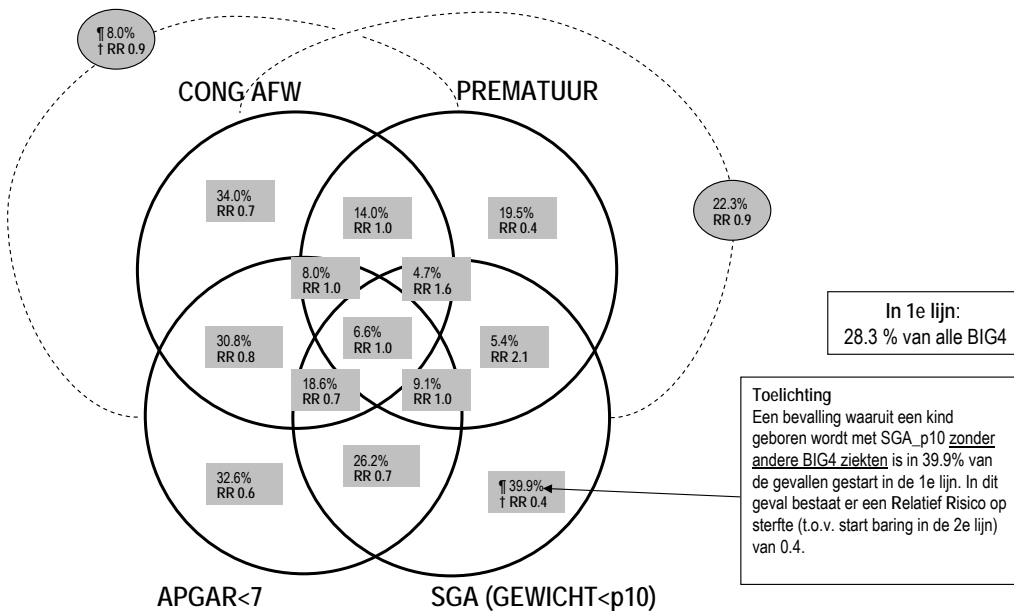 ¶ 8.0%
† RR 0.9
CONG AFW
PREMATUUR
34.0%
RR 0.7
14.0%
RR 1.0
19.5%
RR 0.4
22.3%
RR 0.9
8.0%
RR 1.0
4.7%
RR 1.6
30.8%
RR 0.8
6.6%
RR 1.0
5.4%
RR 2.1
18.6%
RR 0.7
9.1%
RR 1.0
32.6%
RR 0.6
26.2%
RR 0.7
¶ 39.9%
† RR 0.4
APGAR<7
SGA (GEWICHT<p10)
In 1e lijn:
28.3 % van alle BIG4
Toelichting
Een bevalling waaruit een kind
geboren wordt met SGA_p10 zonder
andere BIG4 ziekten is in 39.9% van
de gevallen gestart in de 1e lijn. In dit
geval bestaat er een Relatief Risico op
sterfte (t.o.v. start baring in de 2e lijn)
van 0.4.